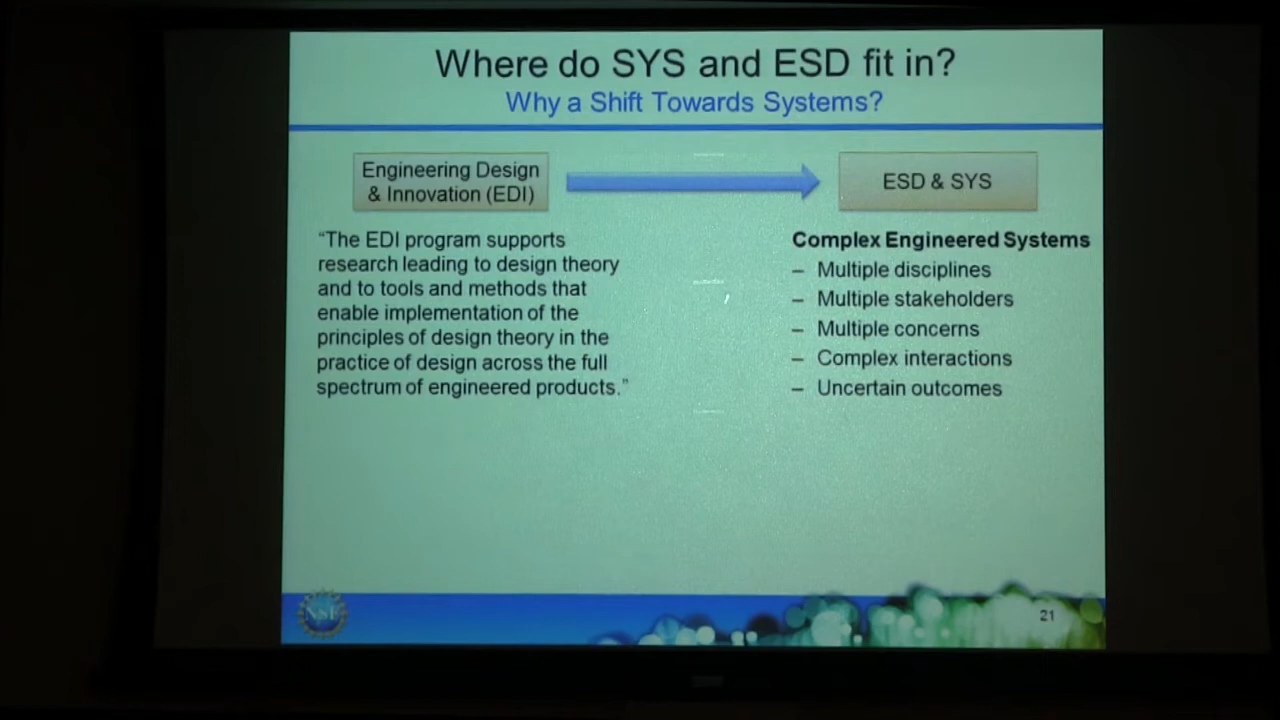 Where do SYS and ESD fit in?
Why a Shift Towards Systems?
Engineering Design
& Innovation (EDI)
ESD & SYS
“The EDI program supports
research leading to design theory
and to tools and methods that
enable implementation of the
principles of design theory in the
practice of design across the full
spectrum of engineered products.”
Complex Engineered Systems
– Multiple disciplines
– Multiple stakeholders
– Multiple concerns
– Complex interactions
– Uncertain outcomes
NSF
21